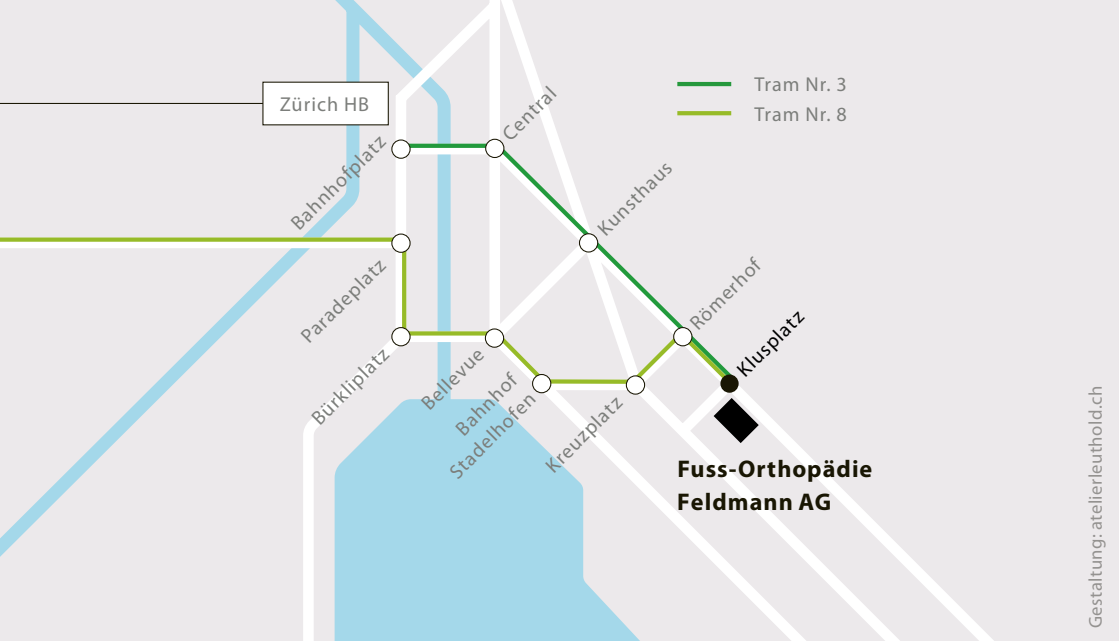 Tram Nr. 3
Tram Nr. 8
Zürich HB
Central
Bahnhofplatz
Kunsthaus
Paradeplatz
Römerhof
Klusplatz
Bürkliplatz
Bellevue
Bahnhof
Stadelhofen
Kreuzplatz
Fuss-Orthopädie
Feldmann AG
Gestaltung: atelierleuthold.ch